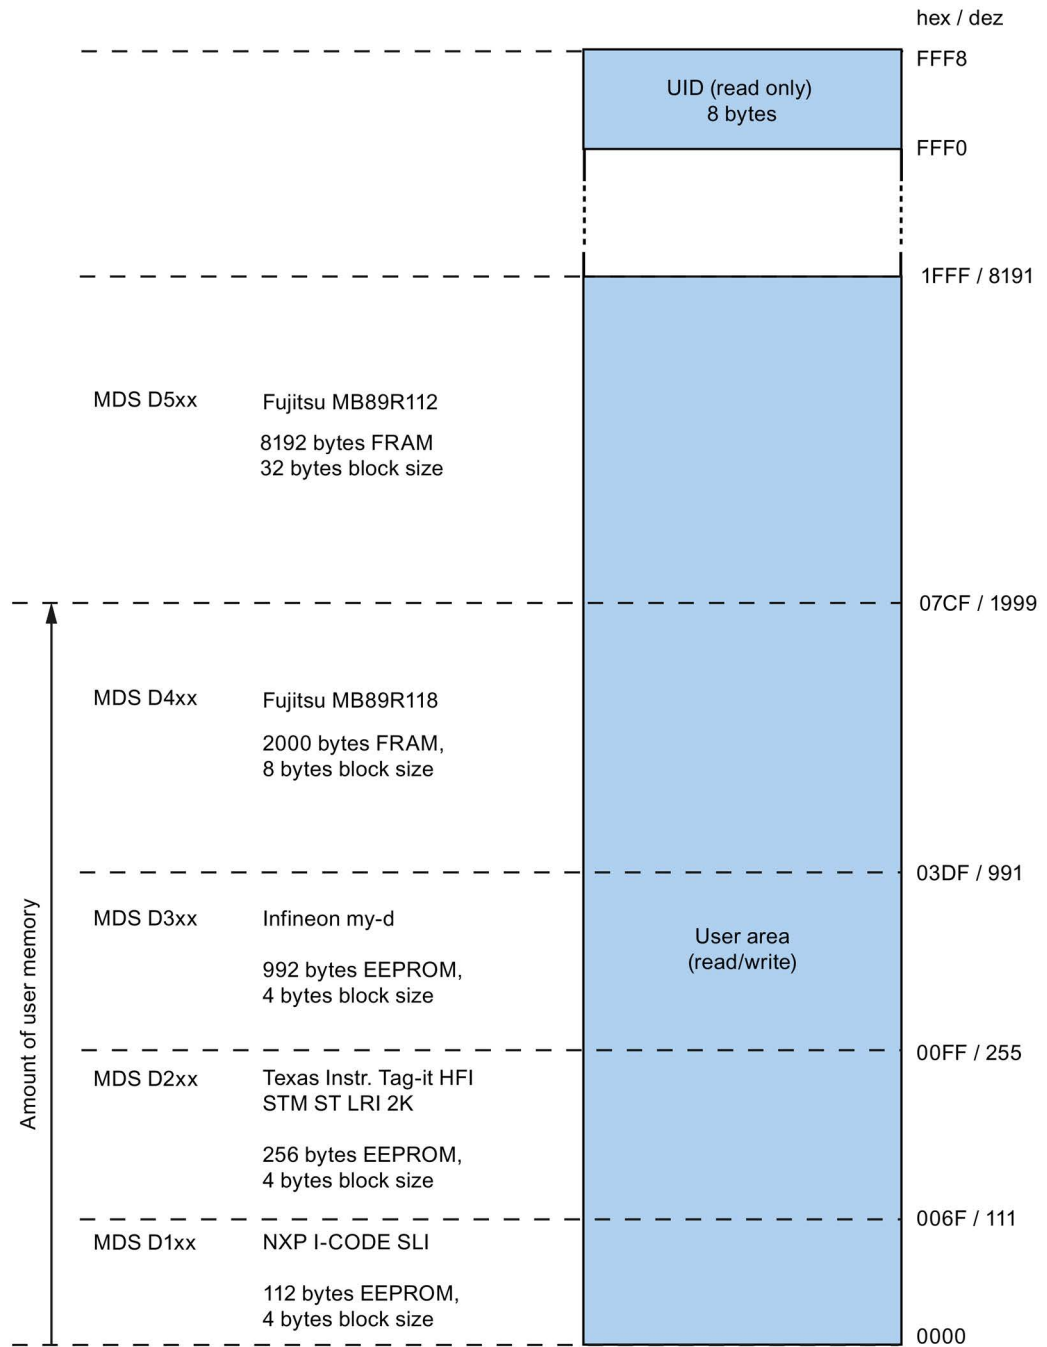 hex / dez
FFF8
UID (read only)
8 bytes
FFF0
1FFF / 8191
MDS D5xx
Fujitsu MB89R112
8192 bytes FRAM
32 bytes block size
07CF / 1999
MDS D4xx
Fujitsu MB89R118
2000 bytes FRAM,
8 bytes block size
03DF / 991
MDS D3xx
Infineon my-d
992 bytes EEPROM,
4 bytes block size
User area
(read/write)
Amount of user memory
00FF / 255
MDS D2xx
Texas Instr. Tag-it HFI
STM ST LRI 2K
256 bytes EEPROM,
4 bytes block size
006F / 111
MDS D1xx
NXP I-CODE SLI
112 bytes EEPROM,
4 bytes block size
0000